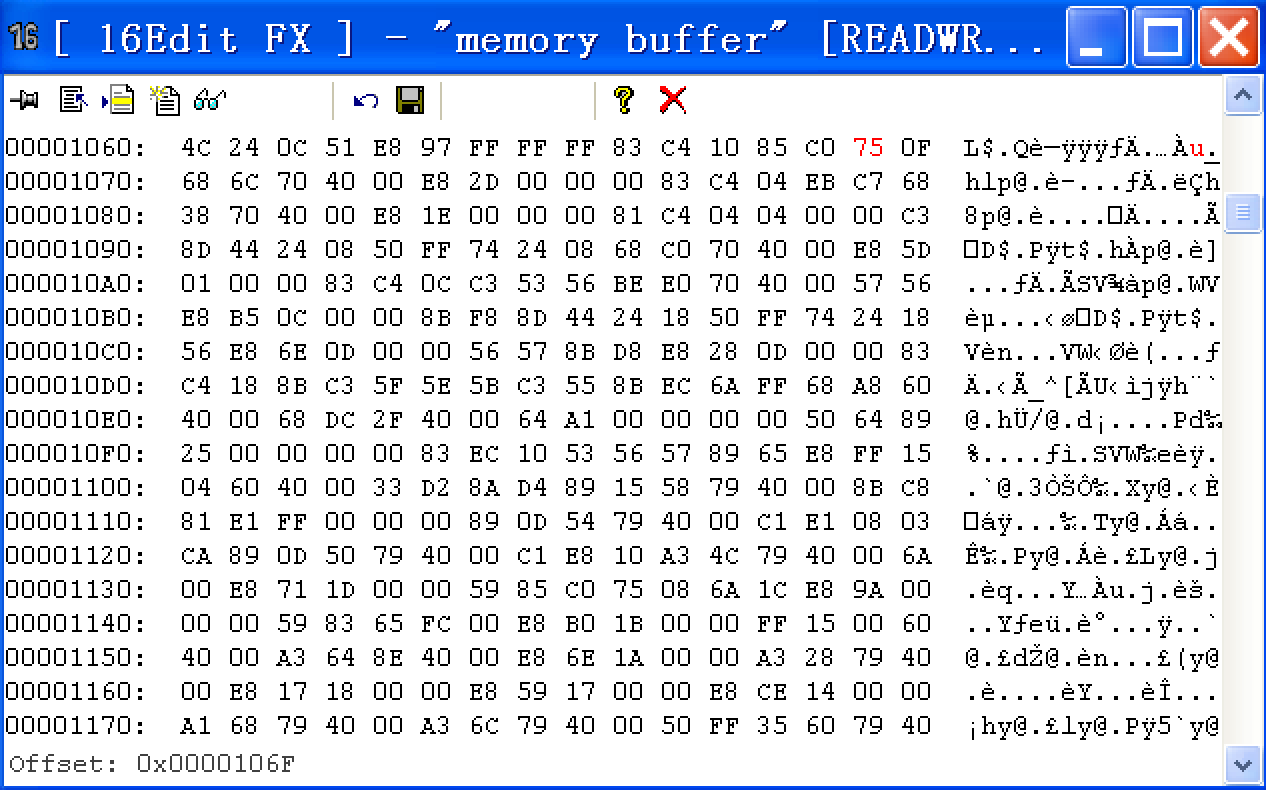 16 [ 16Edit FX ] - "memory buffer" [READWR...
00001060: 4C 24 0C 51 E8 97 FF FF FF 83 C4 10 85 C0 75 0F L$.Qè—ÿÿÿƒÄ.…Àu.
00001070: 68 6C 70 40 00 E8 2D 00 00 00 83 C4 04 EB C7 68 hlp@.è-...ƒÄ.ëÇh
00001080: 38 70 40 00 E8 1E 00 00 00 81 C4 04 04 00 00 C3 8p@.è....□Ä....Ã
00001090: 8D 44 24 08 50 FF 74 24 08 68 C0 70 40 00 E8 5D □D$.Pÿt$.hÀp@.è]
000010A0: 01 00 00 83 C4 0C C3 53 56 BE E0 70 40 00 57 56 ...ƒÄ.ÃSV¾àp@.WV
000010B0: E8 B5 0C 00 00 8B F8 8D 44 24 18 50 FF 74 24 18 èµ...‹ø□D$.Pÿt$.
000010C0: 56 E8 6E 0D 00 00 56 57 8B D8 E8 28 0D 00 00 83 Vèn...VW‹Øè(...ƒ
000010D0: C4 18 8B C3 5F 5E 5B C3 55 8B EC 6A FF 68 A8 60 Ä.‹Ã_^[ÃU‹ìjÿh¨`
000010E0: 40 00 68 DC 2F 40 00 64 A1 00 00 00 00 50 64 89 @.hÜ/@.d¡....Pd‰
000010F0: 25 00 00 00 00 83 EC 10 53 56 57 89 65 E8 FF 15 %....ƒì.SVW‰eèÿ.
00001100: 04 60 40 00 33 D2 8A D4 89 15 58 79 40 00 8B C8 .`@.3ÒŠÔ‰.Xy@.‹È
00001110: 81 E1 FF 00 00 00 89 0D 54 79 40 00 C1 E1 08 03 □áÿ...‰.Ty@.Áá..
00001120: CA 89 0D 50 79 40 00 C1 E8 10 A3 4C 79 40 00 6A Ê‰.Py@.Áè.£Ly@.j
00001130: 00 E8 71 1D 00 00 59 85 C0 75 08 6A 1C E8 9A 00 .èq...Y…Àu.j.èš.
00001140: 00 00 59 83 65 FC 00 E8 B0 1B 00 00 FF 15 00 60 ..Yƒeü.è°...ÿ..`
00001150: 40 00 A3 64 8E 40 00 E8 6E 1A 00 00 A3 28 79 40 @.£dŽ@.èn...£(y@
00001160: 00 E8 17 18 00 00 E8 59 17 00 00 E8 CE 14 00 00 .è....èY...èÎ...
00001170: A1 68 79 40 00 A3 6C 79 40 00 50 FF 35 60 79 40 ¡hy@.£ly@.Pÿ5`y@
Offset: 0x0000106F